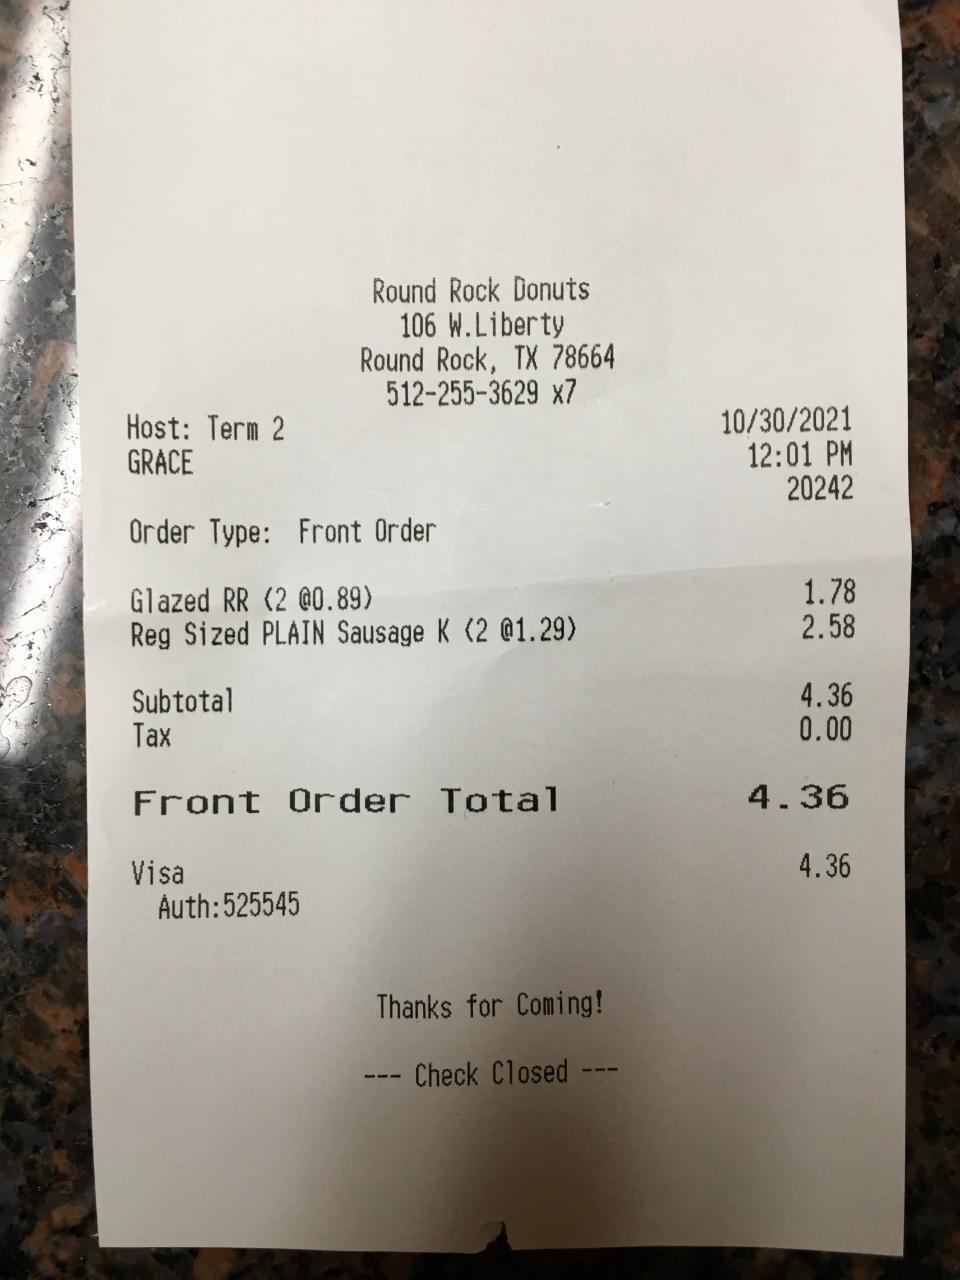 Round Rock Donuts
106 W.Liberty
Round Rock, TX 78664
512-255-3629 x7
Host: Term 2 10/30/2021
GRACE 12:01 PM
20242
Order Type: Front Order
Glazed RR (2 @0.89) 1.78
Reg Sized PLAIN Sausage K (2 @1.29) 2.58
Subtotal 4.36
Tax 0.00
Front Order Total 4.36
Visa 4.36
Auth:525545
Thanks for Coming!
--- Check Closed ---